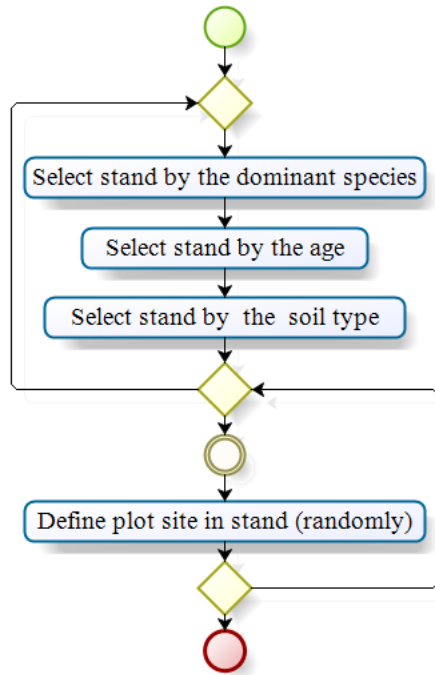 Select stand by the dominant species
Select stand by the age
Select stand by the soil type
Define plot site in stand (randomly)